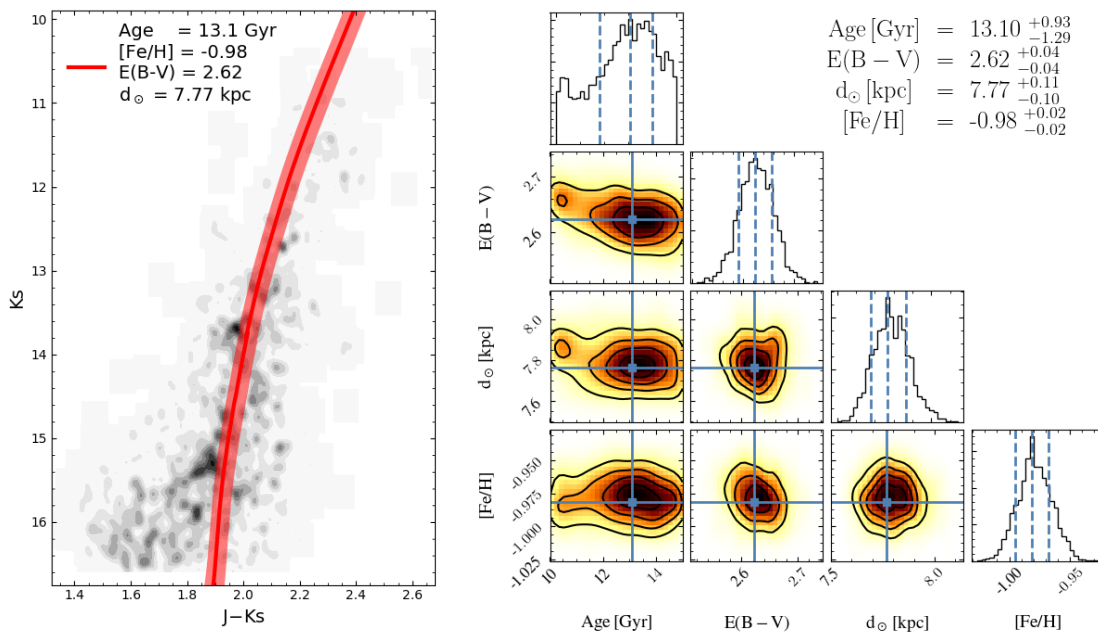 Age = 13.1 Gyr
[Fe/H] = -0.98
E(B-V) = 2.62
d⊙ = 7.77 kpc
10
11
12
13
14
15
16
Ks
1.4 1.6 1.8 2.0 2.2 2.4 2.6
J−Ks
Age [Gyr] = 13.10 +0.93 −1.29
E(B − V) = 2.62 +0.04 −0.04
d⊙ [kpc] = 7.77 +0.11 −0.10
[Fe/H] = -0.98 +0.02 −0.02
2.7
2.6
E(B − V)
8.0
7.8
7.6
d⊙ [kpc]
-0.950
-0.975
-1.000
-1.025
[Fe/H]
10 12 14
2.6 2.7
7.5 8.0
-1.00 -0.95
Age [Gyr] E(B − V) d⊙ [kpc] [Fe/H]